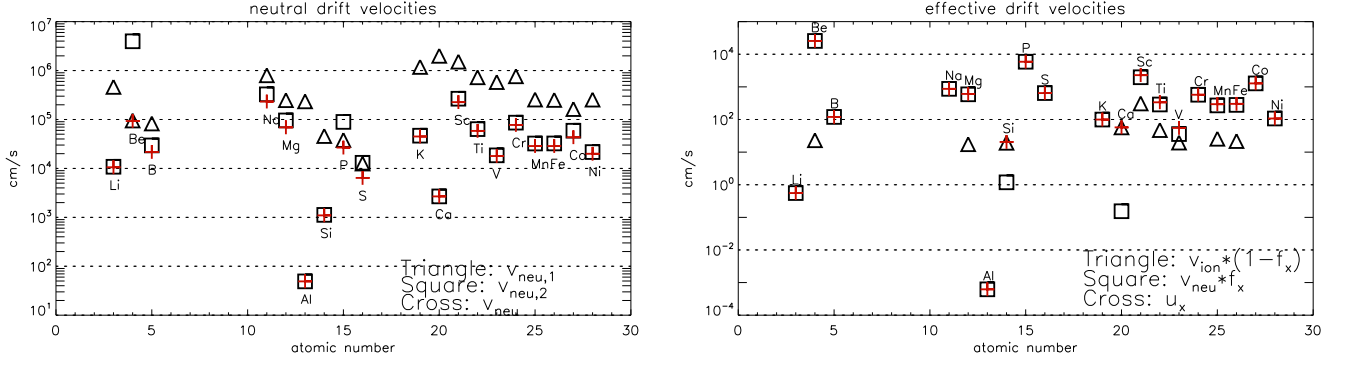 neutral drift velocities
10^7
10^6
10^5
10^4
10^3
10^2
10^1
cm/s
Be
Li
B
Na
Mg
Al
Si
P
S
K
Ca
Sc
Ti
V
Cr
MnFe
Co
Ni
Triangle: v_neu,1
Square: v_neu,2
Cross: v_neu
0 5 10 15 20 25 30
atomic number
effective drift velocities
10^4
10^2
10^0
10^−2
10^−4
cm/s
Be
Li
B
Na
Mg
Al
Si
P
S
K
Ca
Sc
Ti
V
Cr
MnFe
Co
Ni
Triangle: v_ion*(1−f_x)
Square: v_neu*f_x
Cross: u_x
0 5 10 15 20 25 30
atomic number